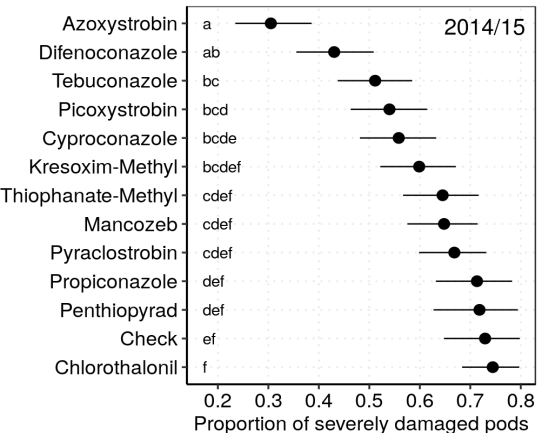 2014/15
Azoxystrobin a
Difenoconazole ab
Tebuconazole bc
Picoxystrobin bcd
Cyproconazole bcde
Kresoxim-Methyl bcdef
Thiophanate-Methyl cdef
Mancozeb cdef
Pyraclostrobin cdef
Propiconazole def
Penthiopyrad def
Check ef
Chlorothalonil f
0.2 0.3 0.4 0.5 0.6 0.7 0.8
Proportion of severely damaged pods